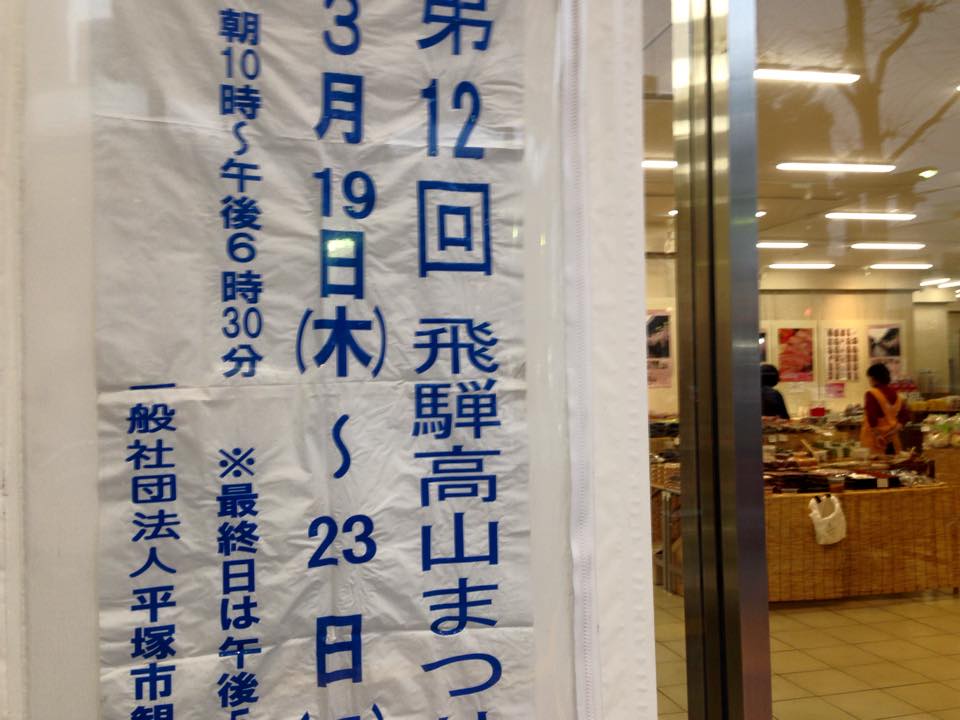 第12回 飛騨高山まつ
3月19日(木)～23日
朝10時～午後6時30分 ※最終日は午後
一般社団法人平塚市観